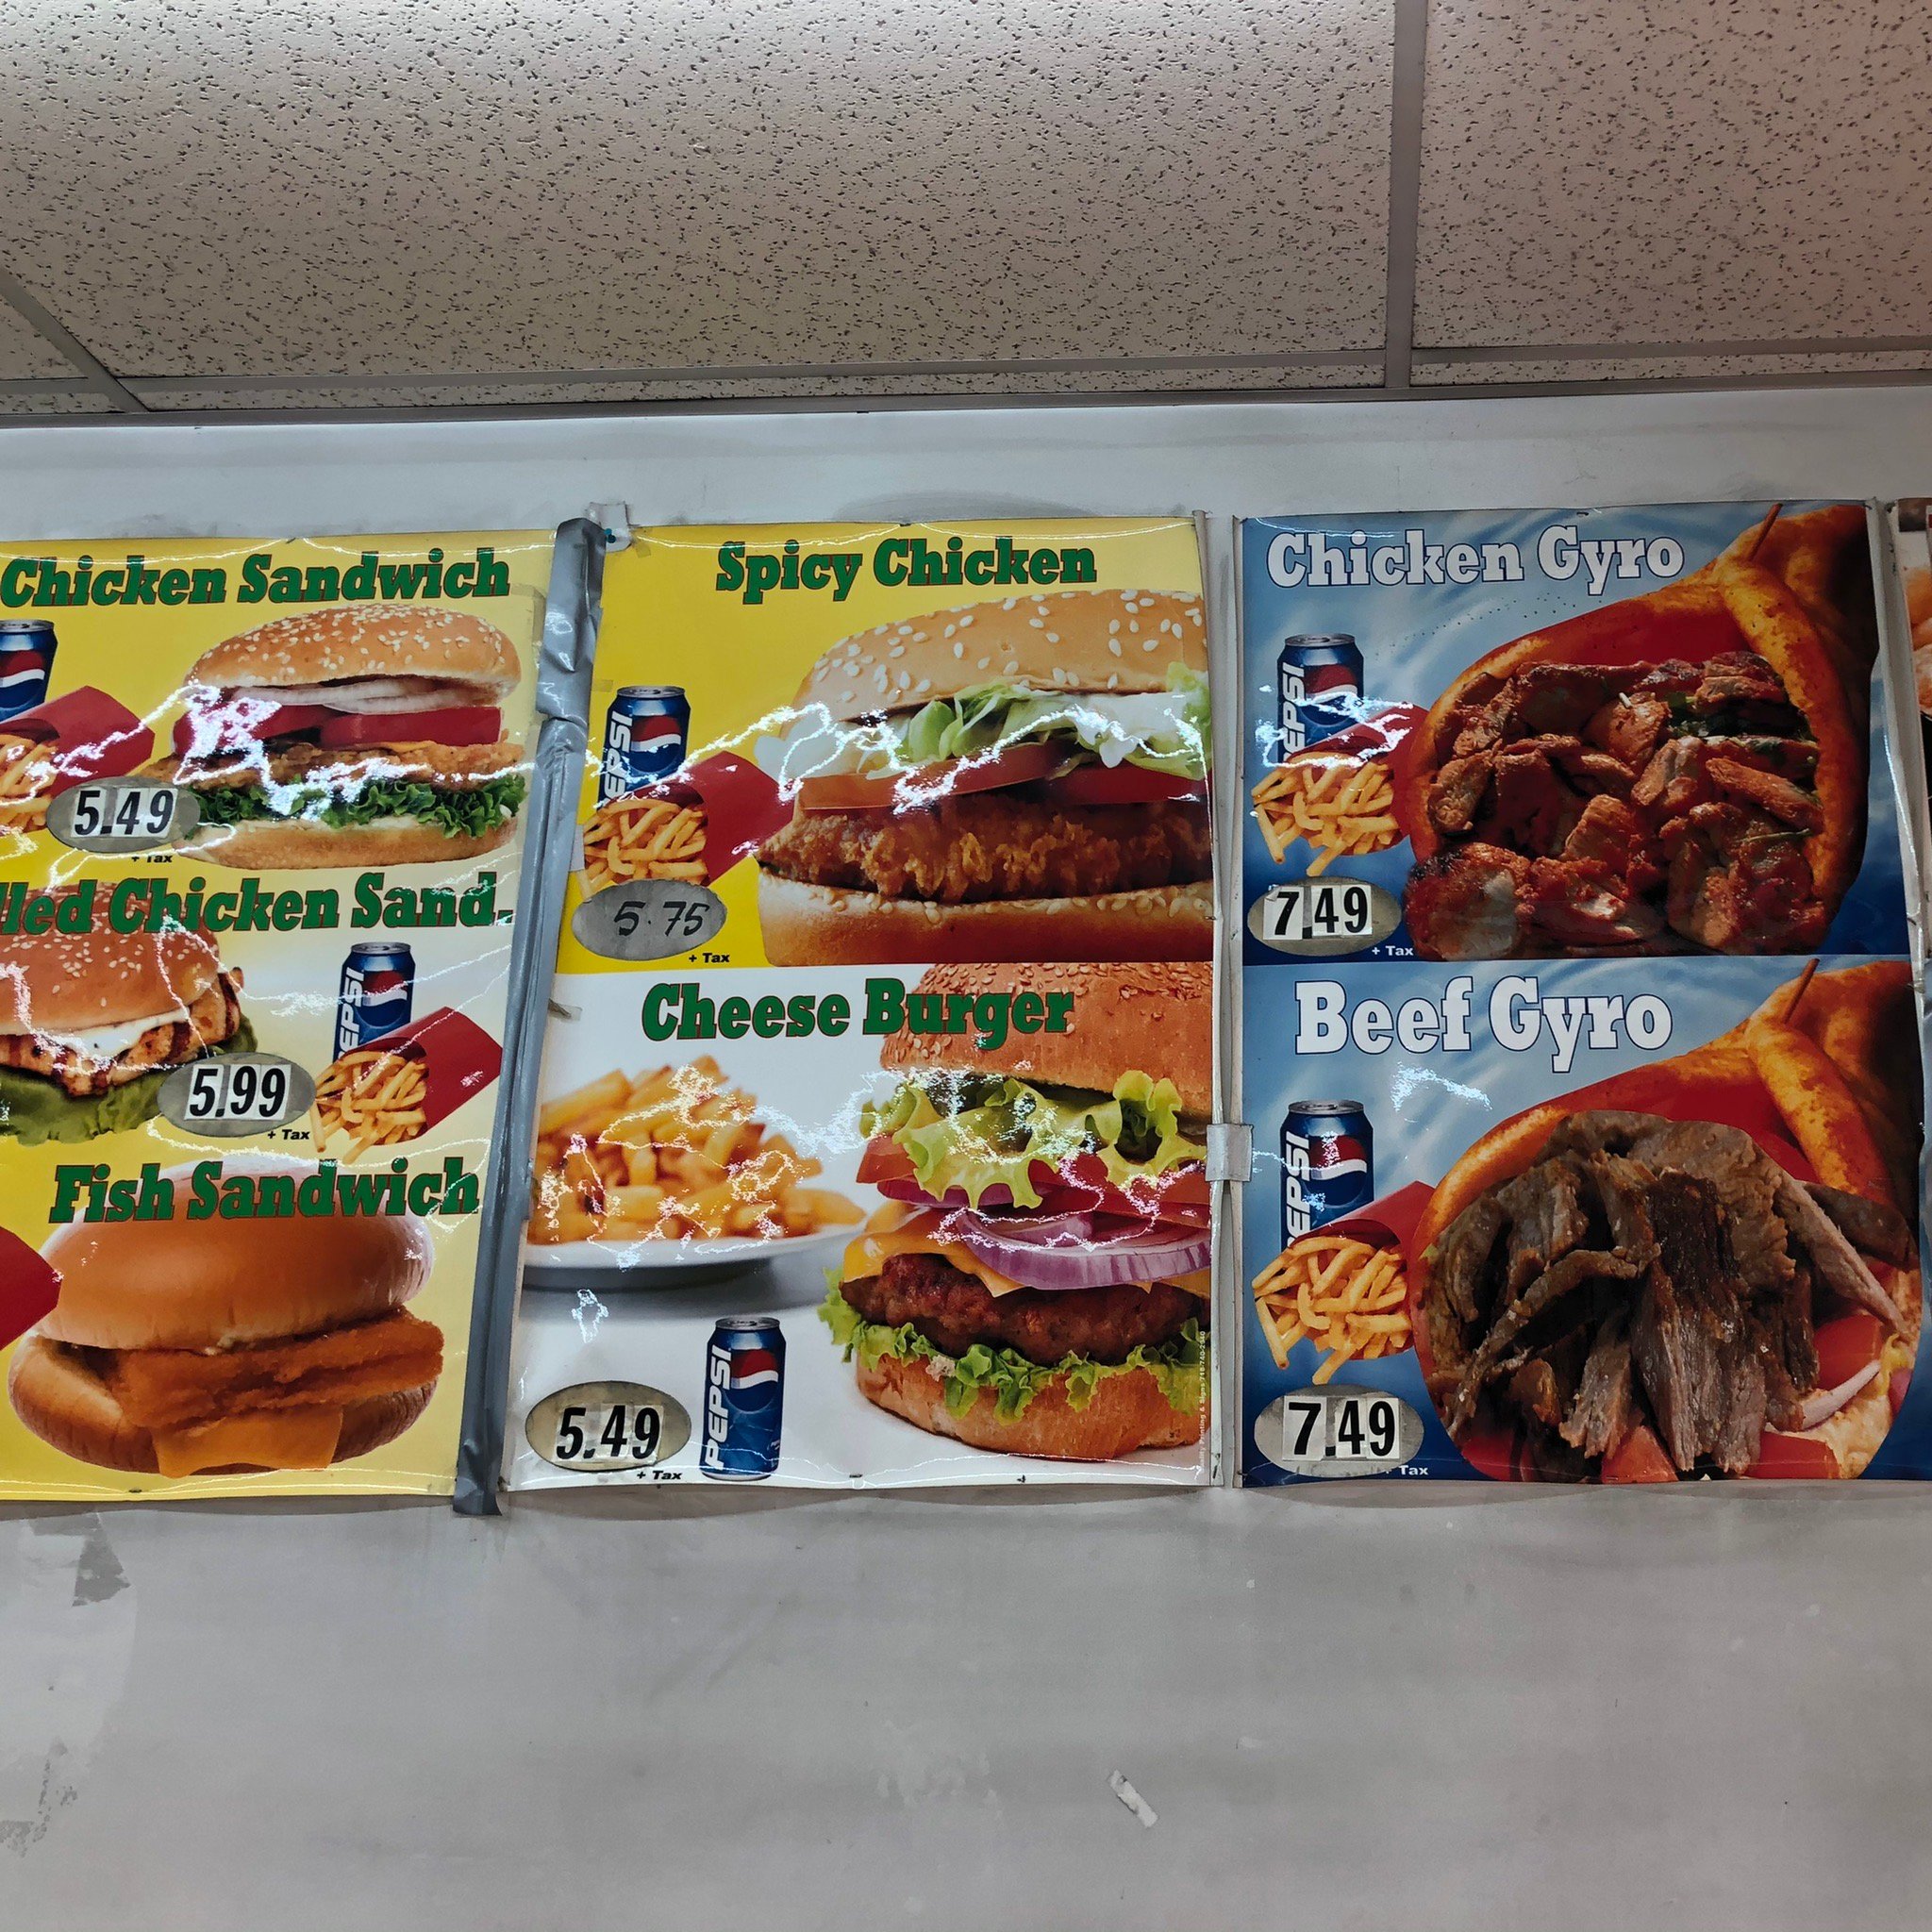 Chicken Sandwich
5.49
+ Tax
lled Chicken Sand.
PEPSI
5.99
+ Tax
Fish Sandwich
Spicy Chicken
PEPSI
5.75
+ Tax
Cheese Burger
5.49
+ Tax
PEPSI
Chicken Gyro
PEPSI
7.49
+ Tax
Beef Gyro
PEPSI
7.49
+ Tax